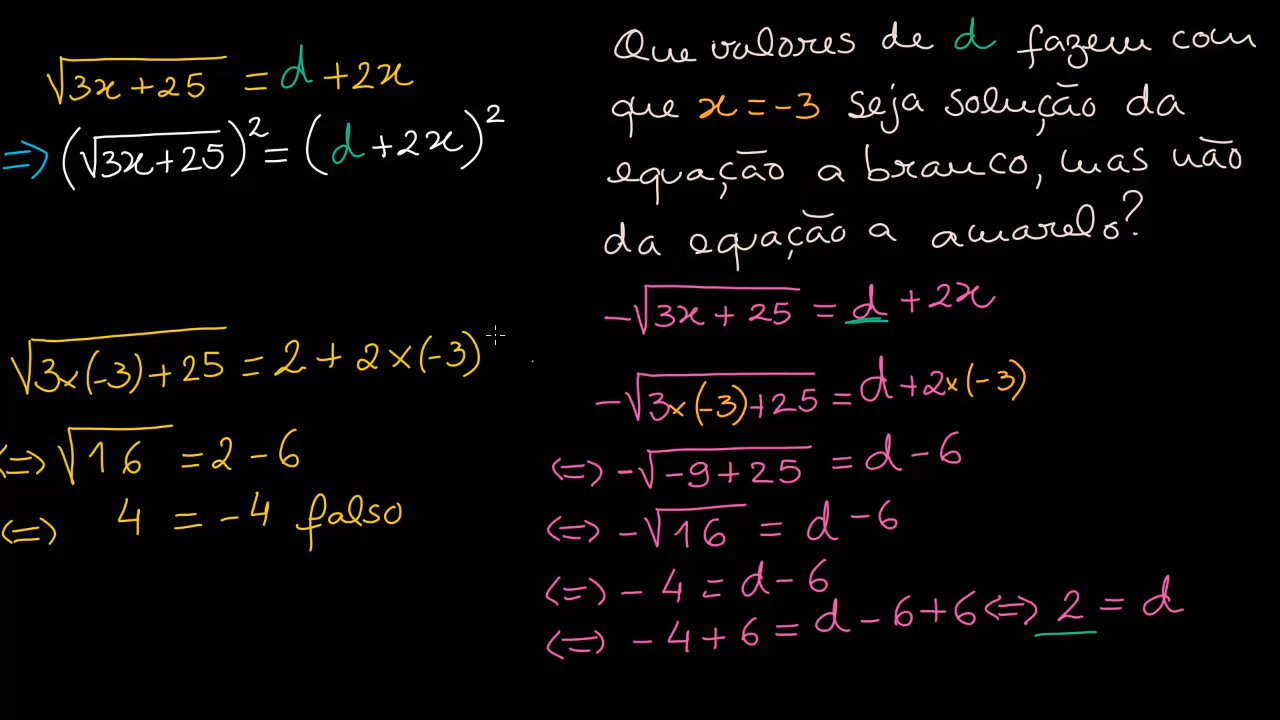 √(3x+25) = d+2x
⇒ (√(3x+25))² = (d+2x)²
Que valores de d fazem com
que x=-3 seja solução da
equação a branco, mas não
da equação a amarelo?
√(3×(-3)+25) = 2+2×(-3)
⇔ √16 = 2-6
⇔ 4 = -4 falso
-√(3x+25) = d+2x
-√(3×(-3)+25) = d+2×(-3)
⇔ -√(-9+25) = d-6
⇔ -√16 = d-6
⇔ -4 = d-6
⇔ -4+6 = d-6+6 ⇔ 2 = d